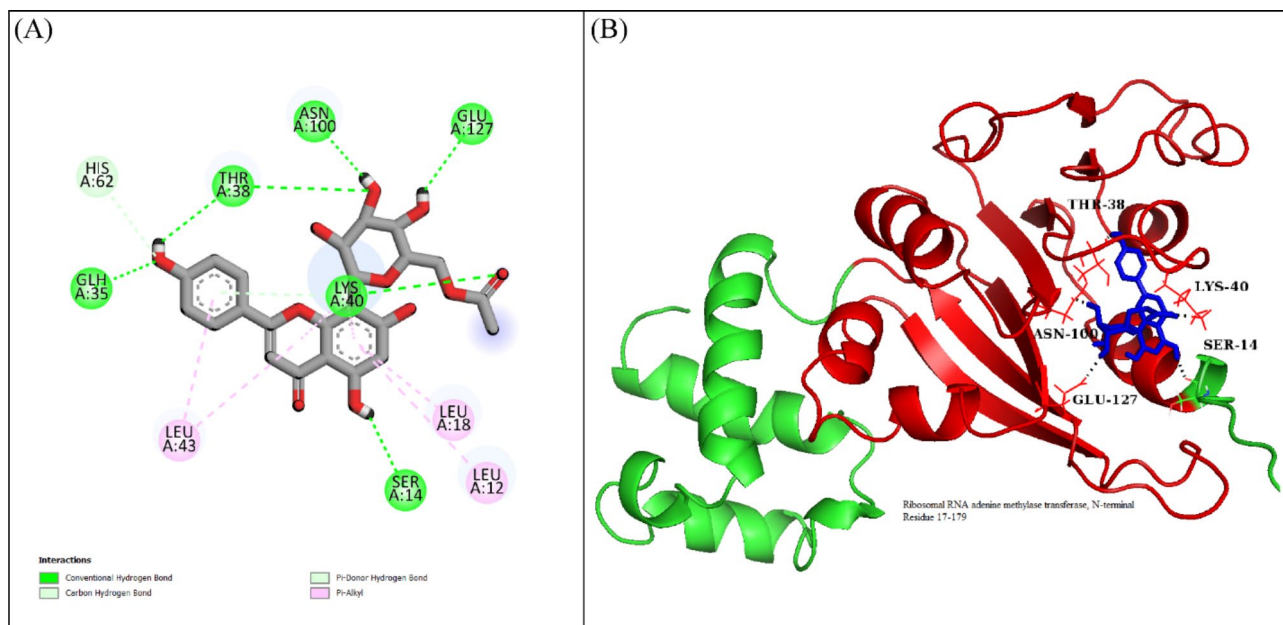 (A)
(B)
ASN
A:100
GLU
A:127
HIS
A:62
THR
A:38
GLH
A:35
LYS
A:40
LEU
A:43
LEU
A:18
LEU
A:12
SER
A:14
Interactions
Conventional Hydrogen Bond
Carbon Hydrogen Bond
Pi-Donor Hydrogen Bond
Pi-Alkyl
THR-38
LYS-40
ASN-100
SER-14
GLU-127
Ribosomal RNA adenine methylase transferase, N-terminal
Residue 17-179